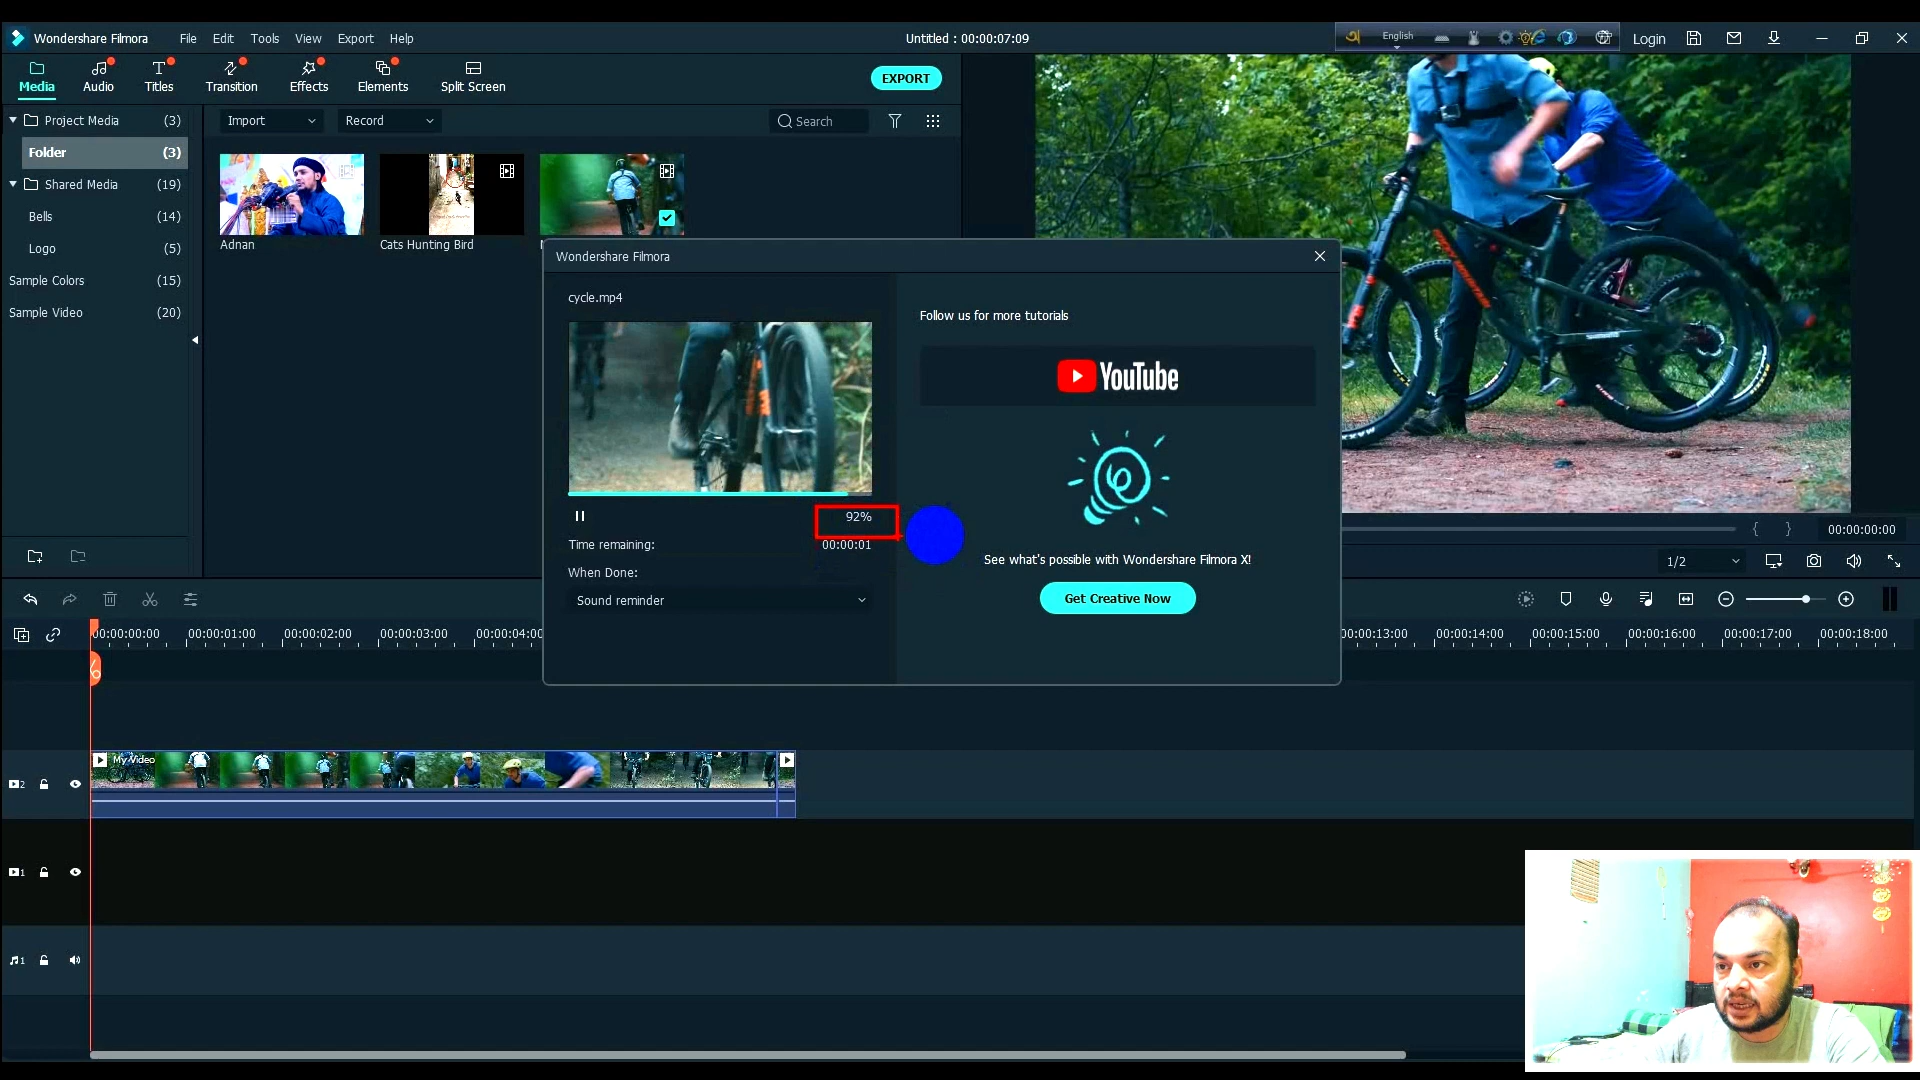 Wondershare Filmora File Edit Tools View Export Help Untitled : 00:00:07:09 English Login
Media Audio Titles Transition Effects Elements Split Screen EXPORT
Project Media (3) Import Record Search
Folder (3)
Shared Media (19)
Bells (14)
Logo (5)
Sample Colors (15)
Sample Video (20)
Adnan Cats Hunting Bird
Wondershare Filmora
cycle.mp4
Follow us for more tutorials
YouTube
92%
Time remaining: 00:00:01
When Done:
Sound reminder
See what's possible with Wondershare Filmora X!
Get Creative Now
00:00:00:00
1/2
00:00:00:00 00:00:01:00 00:00:02:00 00:00:03:00 00:00:04:00 00:00:13:00 00:00:14:00 00:00:15:00 00:00:16:00 00:00:17:00 00:00:18:00
My Video
2
1
1